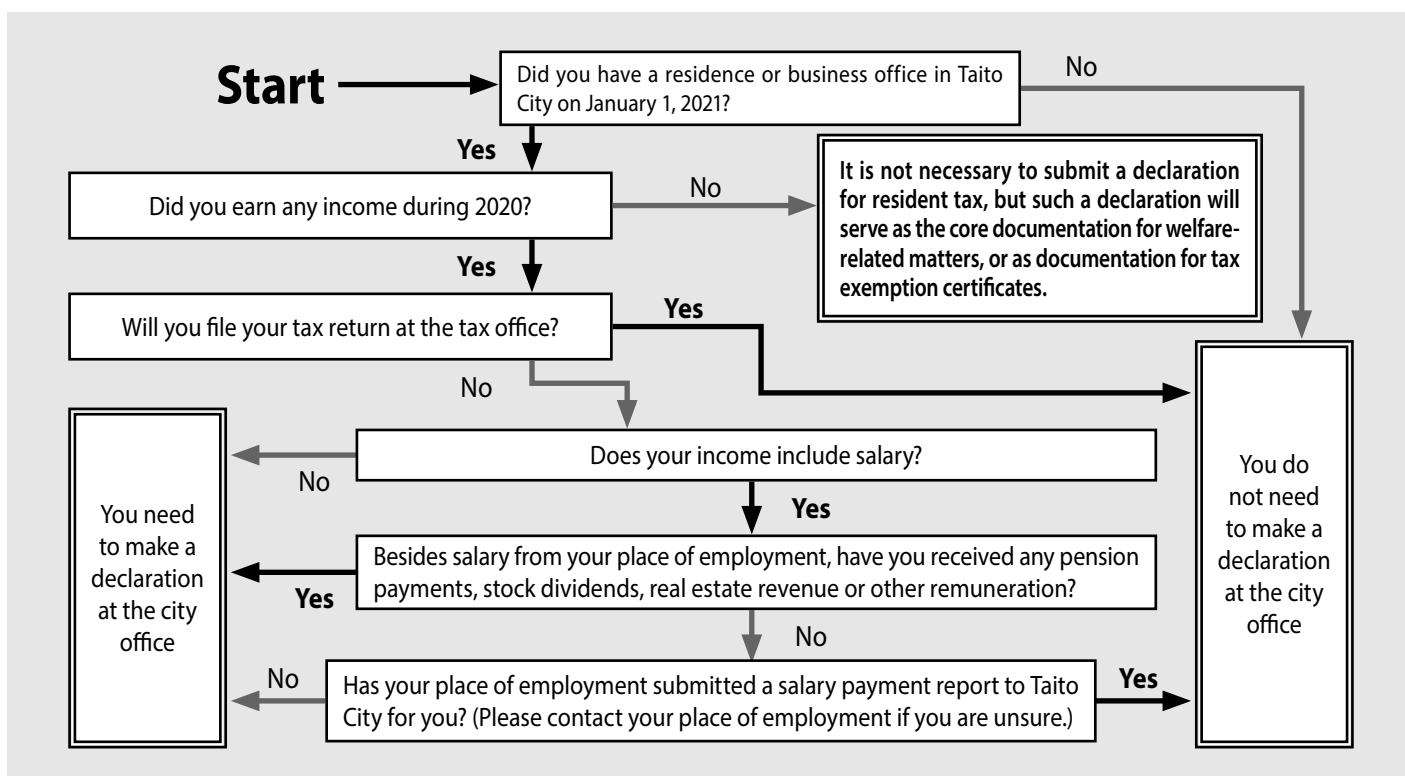 Start
Did you have a residence or business office in Taito
City on January 1, 2021?
No
Yes
Did you earn any income during 2020?
No
It is not necessary to submit a declaration
for resident tax, but such a declaration will
serve as the core documentation for welfare-
related matters, or as documentation for tax
exemption certificates.
Yes
Will you file your tax return at the tax office?
Yes
No
Does your income include salary?
No
Yes
You need
to make a
declaration
at the city
office
Besides salary from your place of employment, have you received any pension
payments, stock dividends, real estate revenue or other remuneration?
Yes
No
Has your place of employment submitted a salary payment report to Taito
City for you? (Please contact your place of employment if you are unsure.)
No
Yes
You do
not need
to make a
declaration
at the city
office